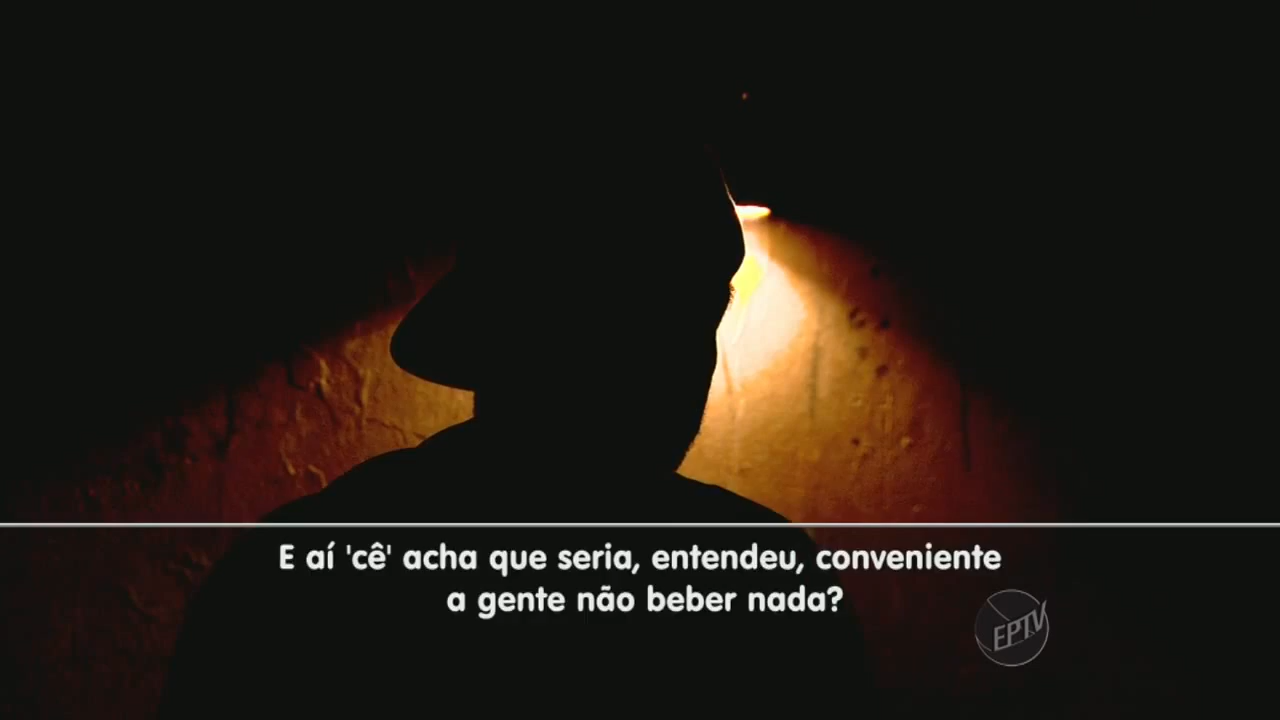 E aí 'cê' acha que seria, entendeu, conveniente
a gente não beber nada?
EPTV